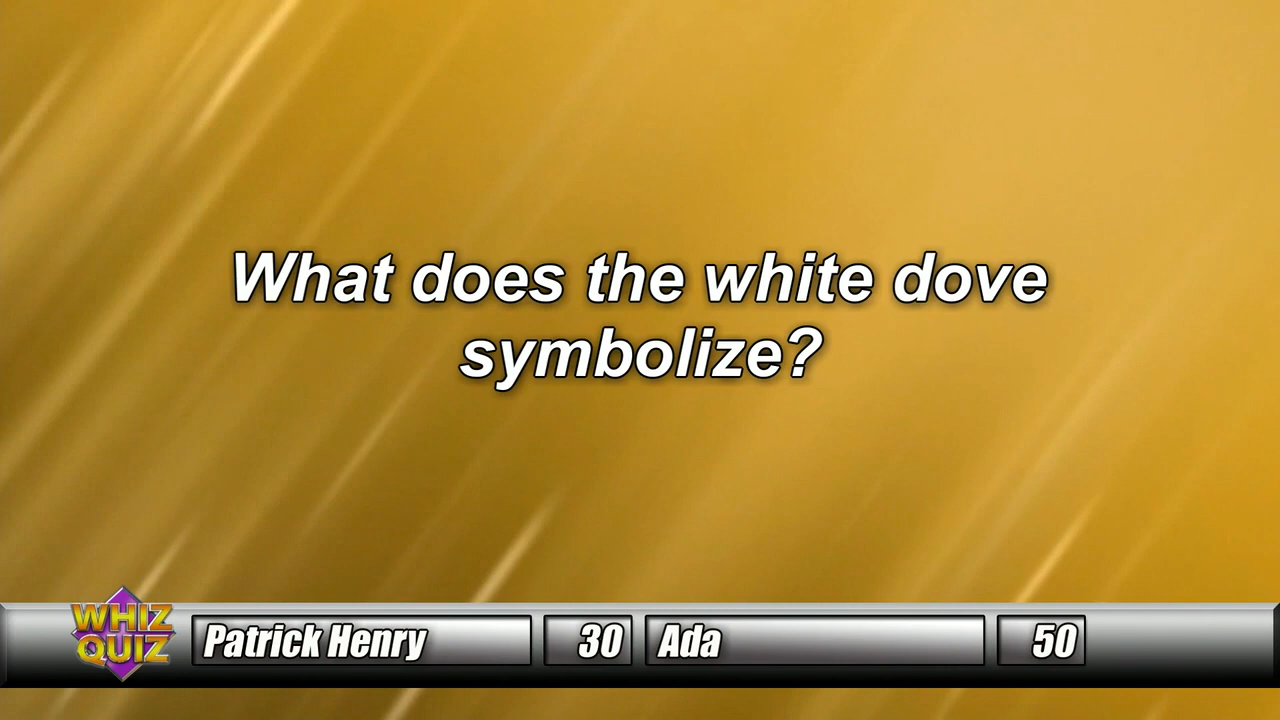 What does the white dove
symbolize?
WHIZ
QUIZ
Patrick Henry 30 Ada 50